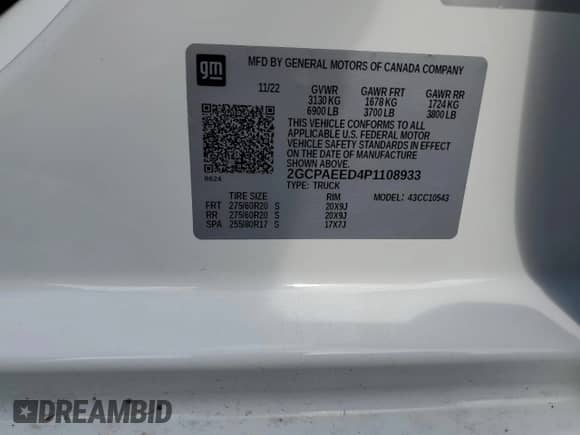 gm
MFD BY GENERAL MOTORS OF CANADA COMPANY
11/22 GVWR GAWR FRT GAWR RR
3130 KG 1678 KG 1724 KG
6900 LB 3700 LB 3800 LB
THIS VEHICLE CONFORMS TO ALL
APPLICABLE U.S. FEDERAL MOTOR
VEHICLE SAFETY STANDARDS IN EFFECT
ON THE DATE OF MANUFACTURE SHOWN ABOVE.
2GCPAEED4P1108933
0624 TYPE: TRUCK
TIRE SIZE RIM MODEL: 43CC10543
FRT 275/60R20 S 20X9J
RR 275/60R20 S 20X9J
SPA 255/80R17 S 17X7J
DREAMBID